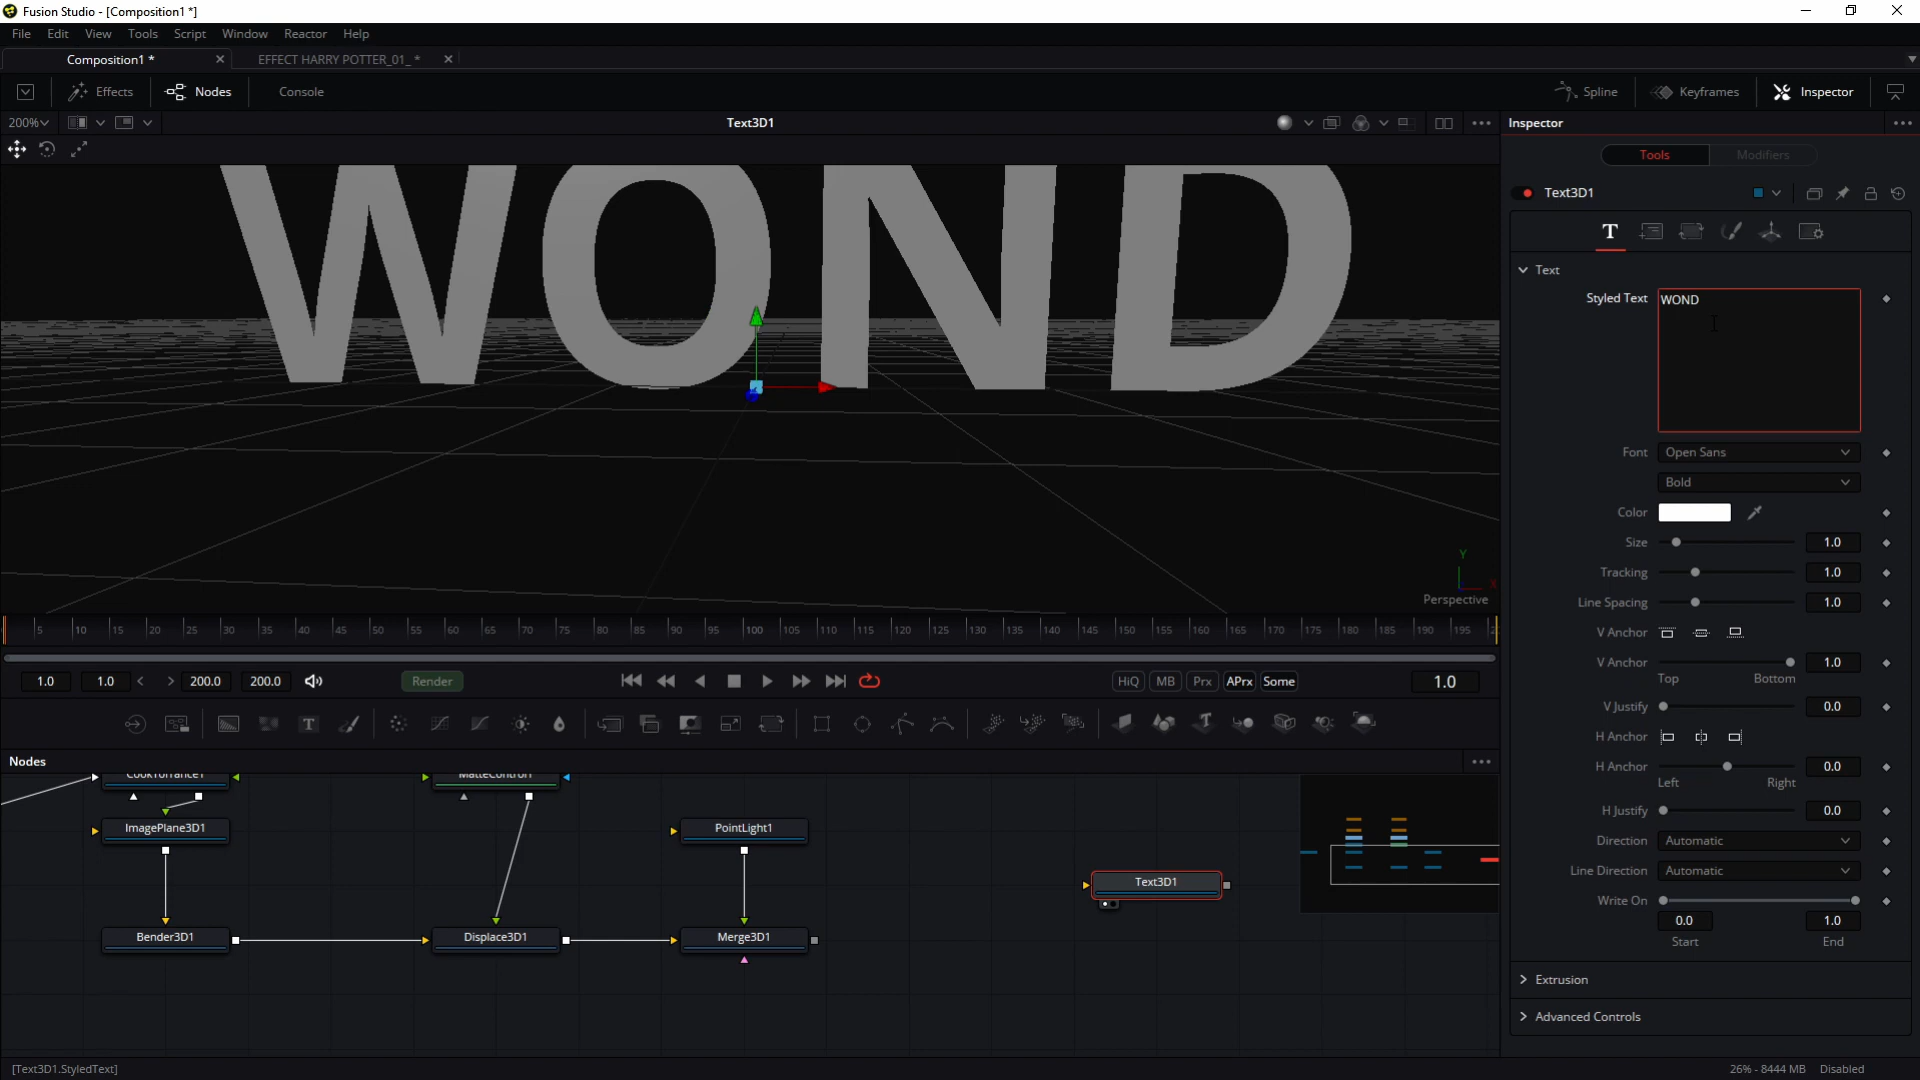 Fusion Studio - [Composition1 *]
File Edit View Tools Script Window Reactor Help
Composition1 * EFFECT HARRY POTTER_01_ *
Effects Nodes Console Spline Keyframes Inspector
200% Text3D1 Inspector
Tools Modifiers
Text3D1
WOND
Text
Styled Text WOND
Font Open Sans
Bold
Color
Size 1.0
Tracking 1.0
Line Spacing 1.0
V Anchor
V Anchor 1.0
Top Bottom
V Justify 0.0
H Anchor
H Anchor 0.0
Left Right
H Justify 0.0
Direction Automatic
Line Direction Automatic
Write On
0.0 1.0
Start End
Extrusion
Advanced Controls
Y
X
Perspective
5 10 15 20 25 30 35 40 45 50 55 60 65 70 75 80 85 90 95 100 105 110 115 120 125 130 135 140 145 150 155 160 165 170 175 180 185 190 195
1.0 1.0 200.0 200.0 Render HiQ MB Prx APrx Some 1.0
Nodes
CookTorrance1 MatteControl1
ImagePlane3D1 PointLight1
Text3D1
Bender3D1 Displace3D1 Merge3D1
[Text3D1.StyledText] 26% - 8444 MB Disabled